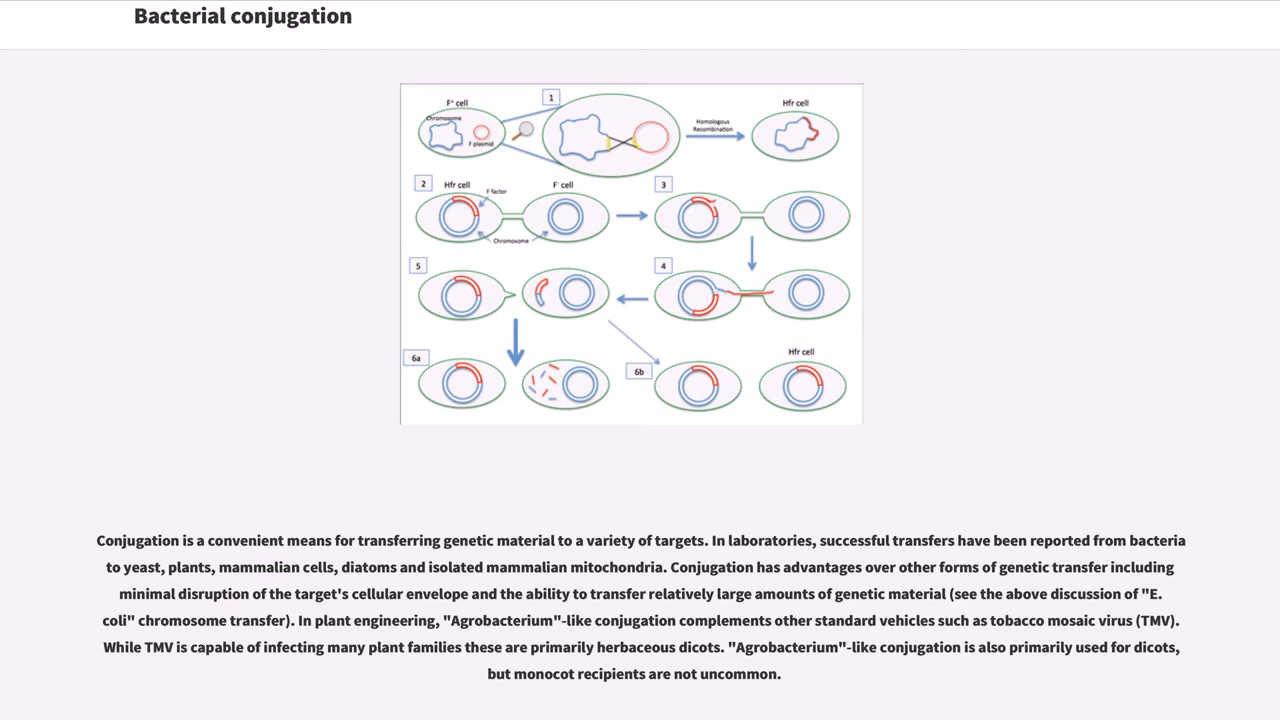 Bacterial conjugation
F⁺ cell
1
Hfr cell
Chromosome
F plasmid
Homologous
Recombination
2
Hfr cell
F factor
F⁻ cell
3
Chromosome
5
4
6a
6b
Hfr cell
Conjugation is a convenient means for transferring genetic material to a variety of targets. In laboratories, successful transfers have been reported from bacteria
to yeast, plants, mammalian cells, diatoms and isolated mammalian mitochondria. Conjugation has advantages over other forms of genetic transfer including
minimal disruption of the target's cellular envelope and the ability to transfer relatively large amounts of genetic material (see the above discussion of "E.
coli" chromosome transfer). In plant engineering, "Agrobacterium"-like conjugation complements other standard vehicles such as tobacco mosaic virus (TMV).
While TMV is capable of infecting many plant families these are primarily herbaceous dicots. "Agrobacterium"-like conjugation is also primarily used for dicots,
but monocot recipients are not uncommon.